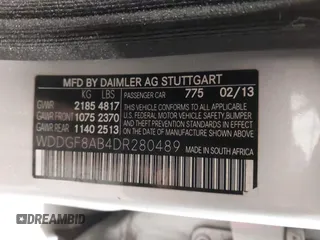 MFD BY DAIMLER AG STUTTGART
KG LBS PASSENGER CAR 775 02/13
GVWR 2185 4817
GAWR FRONT 1075 2370
GAWR REAR 1140 2513
THIS VEHICLE CONFORMS TO ALL APPLICABLE
U.S. FEDERAL MOTOR VEHICLE SAFETY,
BUMPER, AND THEFT PREVENTION STANDARDS
IN EFFECT ON THE DATE OF
MANUFACTURE SHOWN ABOVE.
WDDGF8AB4DR280489
MADE IN SOUTH AFRICA
DREAMBID